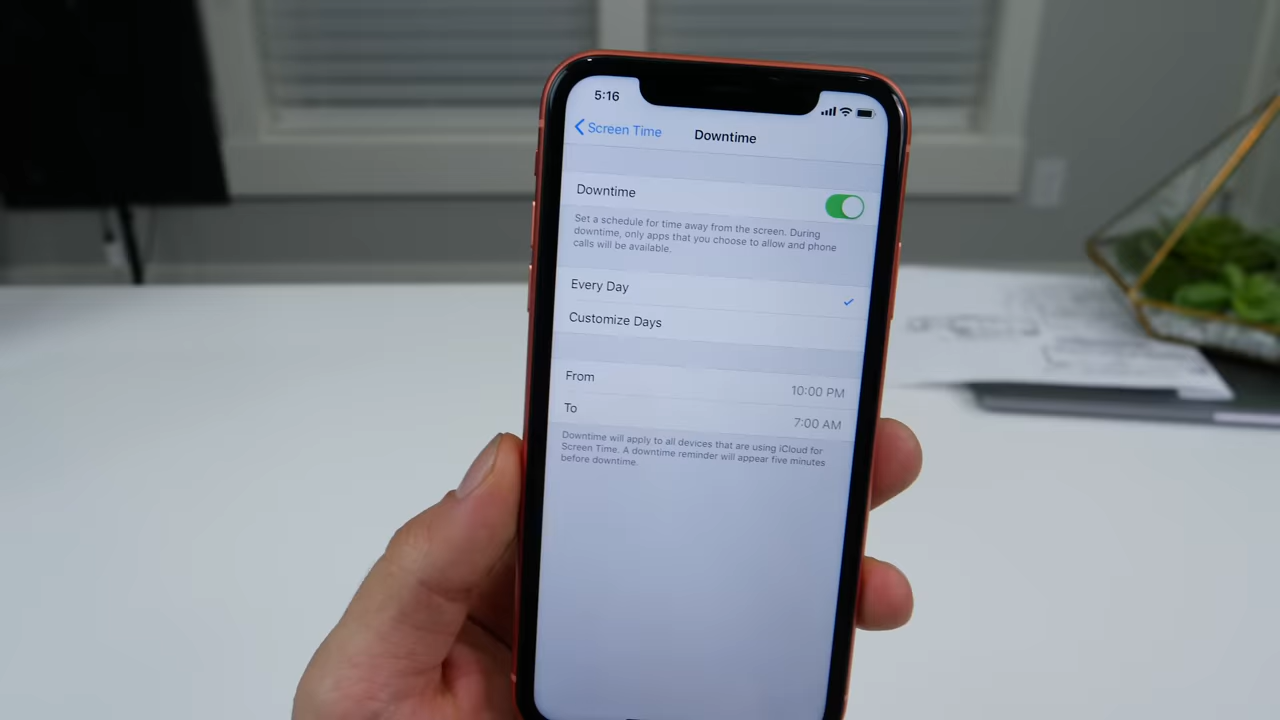 5:16
Screen Time
Downtime
Downtime
Set a schedule for time away from the screen. During
downtime, only apps that you choose to allow and phone
calls will be available.
Every Day
Customize Days
From
10:00 PM
To
7:00 AM
Downtime will apply to all devices that are using iCloud for
Screen Time. A downtime reminder will appear five minutes
before downtime.